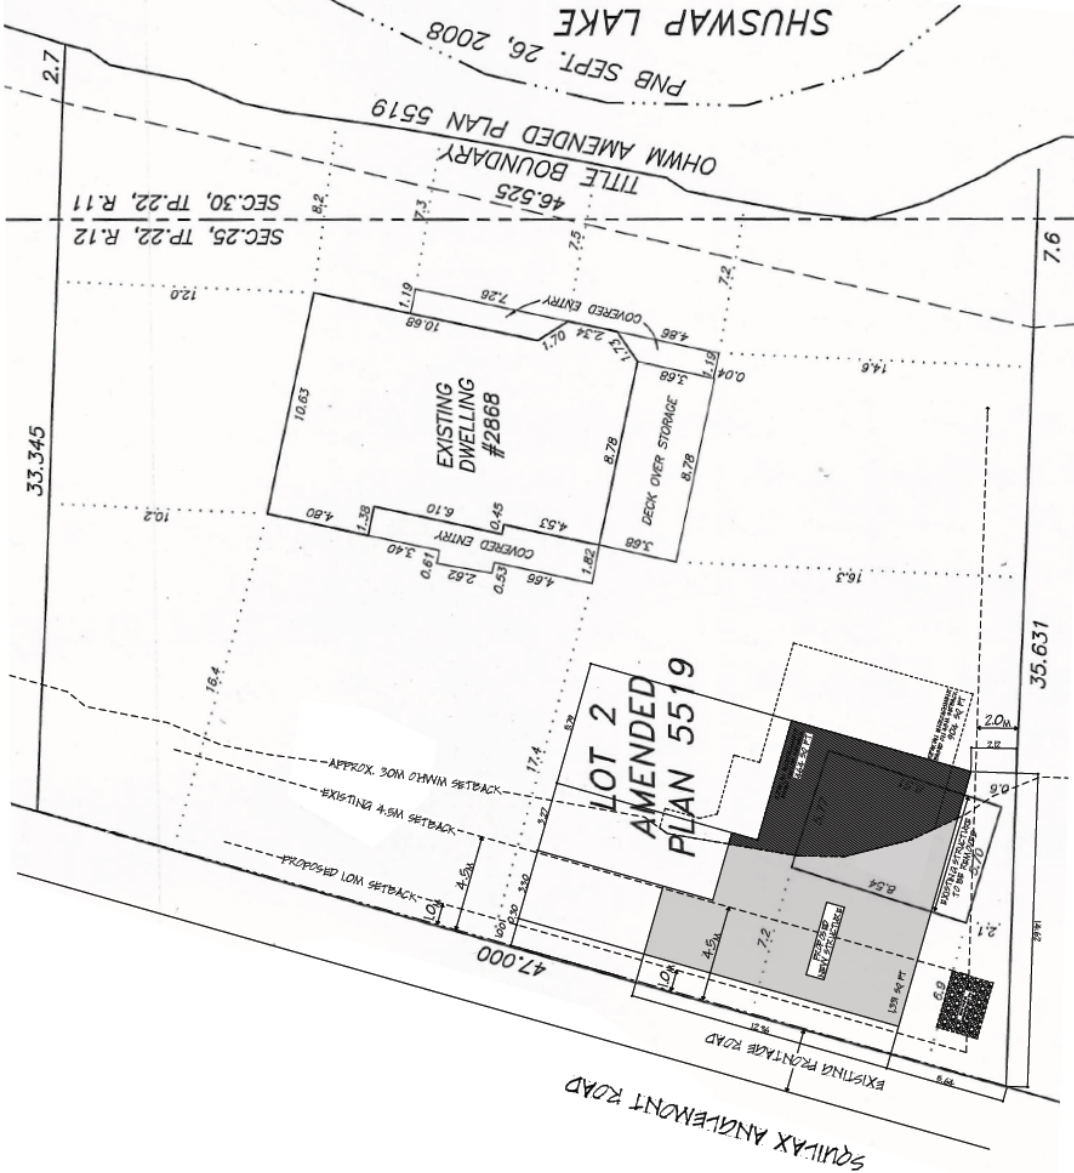 SHUSWAP LAKE
PNB SEPT. 26, 2008
OHWM AMENDED PLAN 5519
TITLE BOUNDARY
46.525
SEC.30, TP.22, R.11
SEC.25, TP.22, R.12
2.7
8.2
7.3
7.5
7.2
7.6
12.0
33.345
10.2
16.4
10.63
1.19
7.26
10.68
COVERED ENTRY
1.70
2.34
1.73
4.86
1.19
0.04
3.68
14.6
EXISTING
DWELLING
#2868
8.78
DECK OVER STORAGE
8.78
4.80
1.38
6.10
0.45
4.53
3.68
COVERED ENTRY
3.40
0.61
2.62
0.53
4.66
1.82
16.3
35.631
17.4
LOT 2
AMENDED
PLAN 5519
APPROX. 30M OHWM SETBACK
EXISTING 4.5M SETBACK
PROPOSED 1.0M SETBACK
4.5M
1.0M
47.000
2.0M
0.6
8.54
EXISTING STRUCTURE
TO BE REMOVED
2.1
7.2
4.5M
1.0M
PROPOSED
NEW STRUCTURE
6.9
12.96
EXISTING FRONTAGE ROAD
SQUILAX ANGLEMONT ROAD